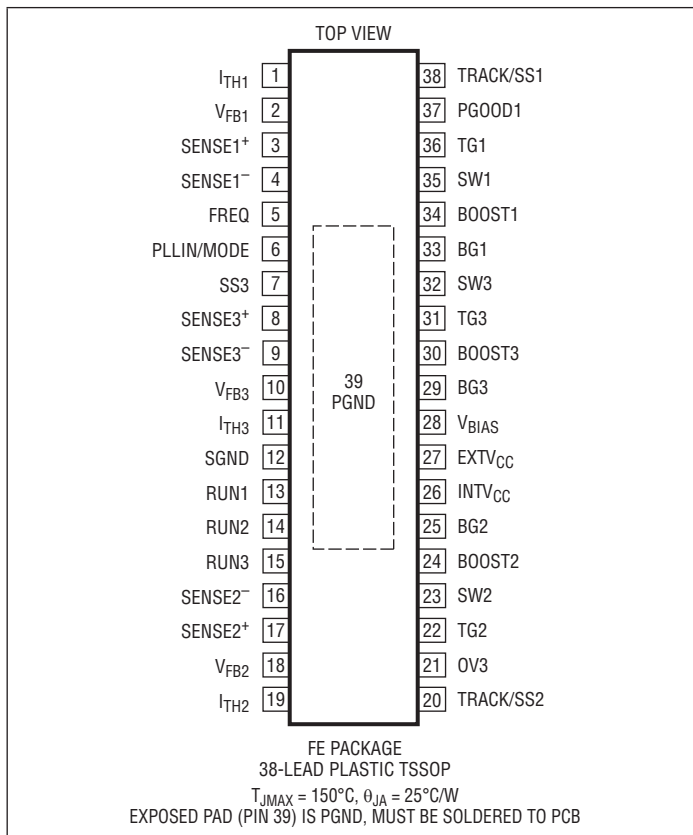 TOP VIEW
I_TH1 1 38 TRACK/SS1
V_FB1 2 37 PGOOD1
SENSE1⁺ 3 36 TG1
SENSE1⁻ 4 35 SW1
FREQ 5 34 BOOST1
PLLIN/MODE 6 33 BG1
SS3 7 32 SW3
SENSE3⁺ 8 31 TG3
SENSE3⁻ 9 30 BOOST3
V_FB3 10 29 BG3
I_TH3 11 28 V_BIAS
SGND 12 27 EXTV_CC
RUN1 13 26 INTV_CC
RUN2 14 25 BG2
RUN3 15 24 BOOST2
SENSE2⁻ 16 23 SW2
SENSE2⁺ 17 22 TG2
V_FB2 18 21 OV3
I_TH2 19 20 TRACK/SS2
39
PGND
FE PACKAGE
38-LEAD PLASTIC TSSOP
T_JMAX = 150°C, θ_JA = 25°C/W
EXPOSED PAD (PIN 39) IS PGND, MUST BE SOLDERED TO PCB